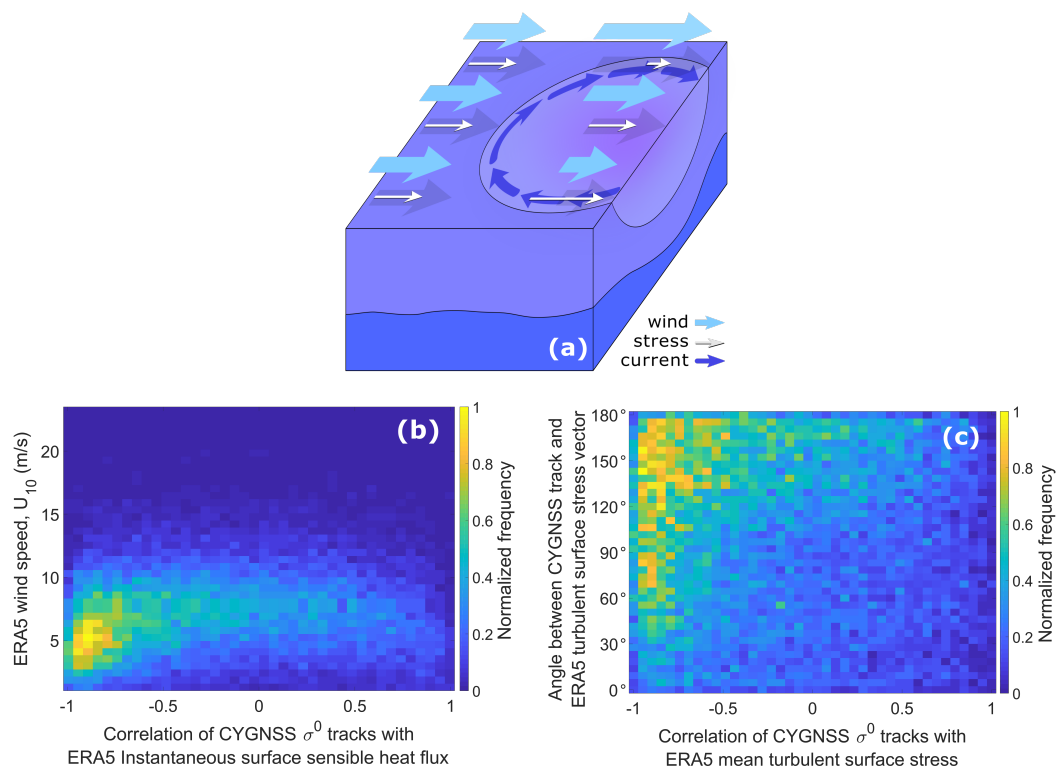 wind
stress
current
(a)
ERA5 wind speed, U10 (m/s)
20
15
10
5
-1
-0.5
0
0.5
1
(b)
Correlation of CYGNSS σ0 tracks with
ERA5 Instantaneous surface sensible heat flux
1
0.8
0.6
0.4
0.2
0
Normalized frequency
Angle between CYGNSS track and
ERA5 turbulent surface stress vector
180°
150°
120°
90°
60°
30°
0°
-1
-0.5
0
0.5
1
(c)
Correlation of CYGNSS σ0 tracks with
ERA5 mean turbulent surface stress
1
0.8
0.6
0.4
0.2
0
Normalized frequency